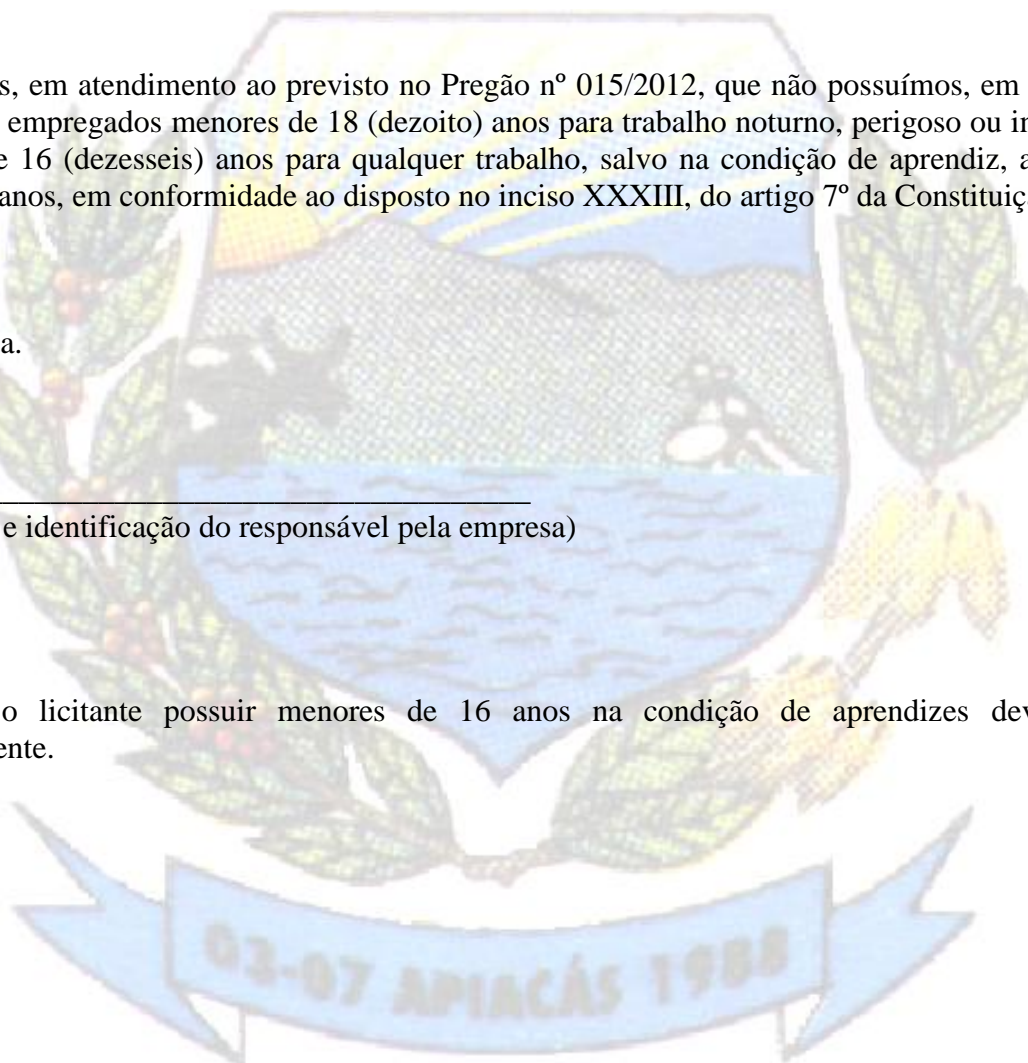 s, em atendimento ao previsto no Pregão nº 015/2012, que não possuímos, em
empregados menores de 18 (dezoito) anos para trabalho noturno, perigoso ou in
e 16 (dezesseis) anos para qualquer trabalho, salvo na condição de aprendiz, a
anos, em conformidade ao disposto no inciso XXXIII, do artigo 7º da Constituiç
a.
e identificação do responsável pela empresa)
o licitante possuir menores de 16 anos na condição de aprendizes dev
ente.
03-07 APIACÁS 1988